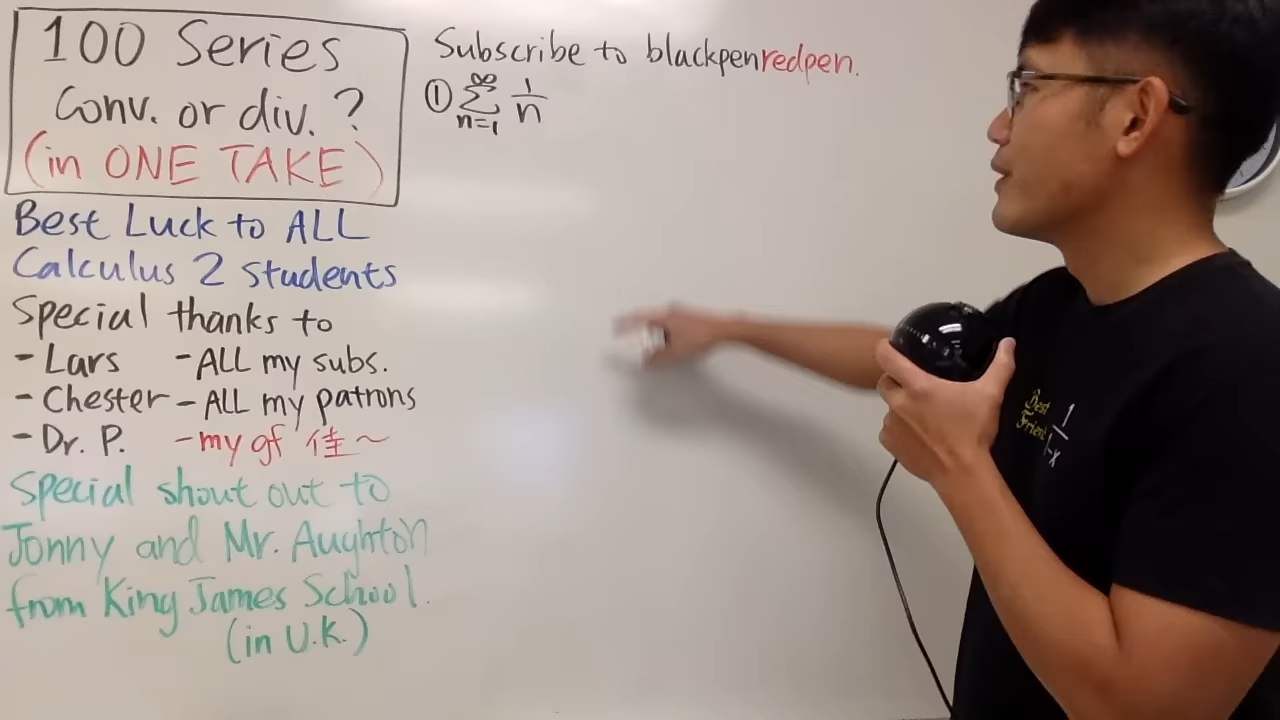 100 Series
Conv. or div. ?
(in ONE TAKE)
Best Luck to ALL
Calculus 2 students
Special thanks to
- Lars - ALL my subs.
- Chester - ALL my patrons
- Dr. P. - my gf 佳~
Special shout out to
Jonny and Mr. Aughton
from King James School.
(in U.K.)
Subscribe to blackpenredpen.
① ∑_{n=1}^{∞} 1/n
Best
Friend
1/(1-x)